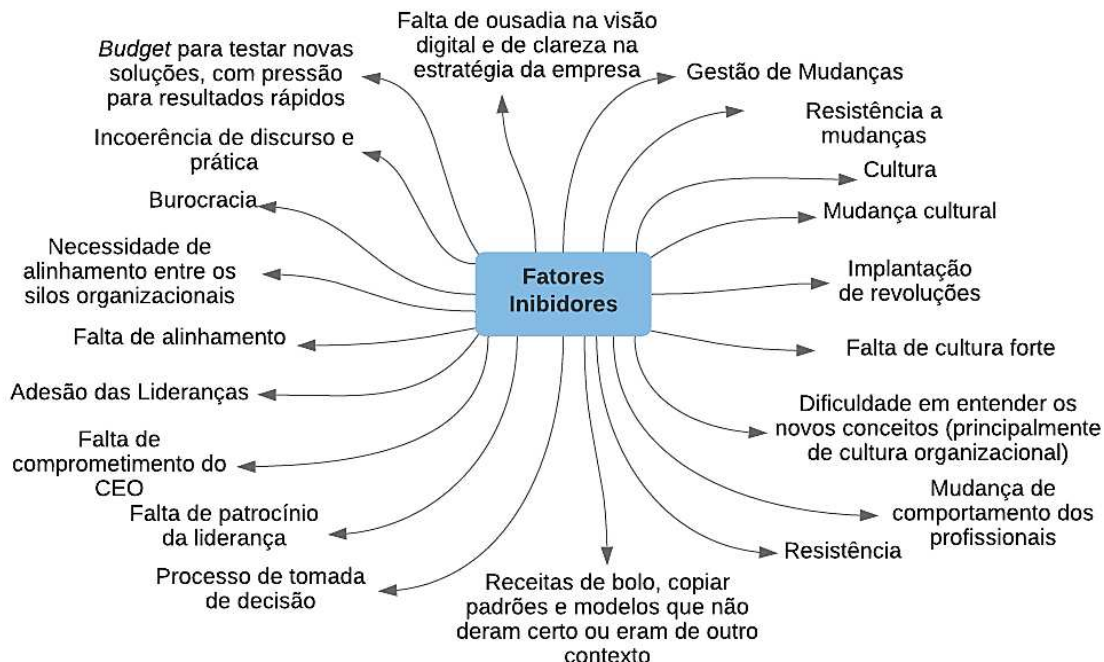 Falta de ousadia na visão
digital e de clareza na
estratégia da empresa
Budget para testar novas
soluções, com pressão
para resultados rápidos
Incoerência de discurso e
prática
Burocracia
Necessidade de
alinhamento entre os
silos organizacionais
Falta de alinhamento
Adesão das Lideranças
Falta de
comprometimento do
CEO
Falta de patrocínio
da liderança
Processo de tomada
de decisão
Fatores
Inibidores
Gestão de Mudanças
Resistência a
mudanças
Cultura
Mudança cultural
Implantação
de revoluções
Falta de cultura forte
Dificuldade em entender os
novos conceitos (principalmente
de cultura organizacional)
Mudança de
comportamento dos
profissionais
Resistência
Receitas de bolo, copiar
padrões e modelos que não
deram certo ou eram de outro
contexto